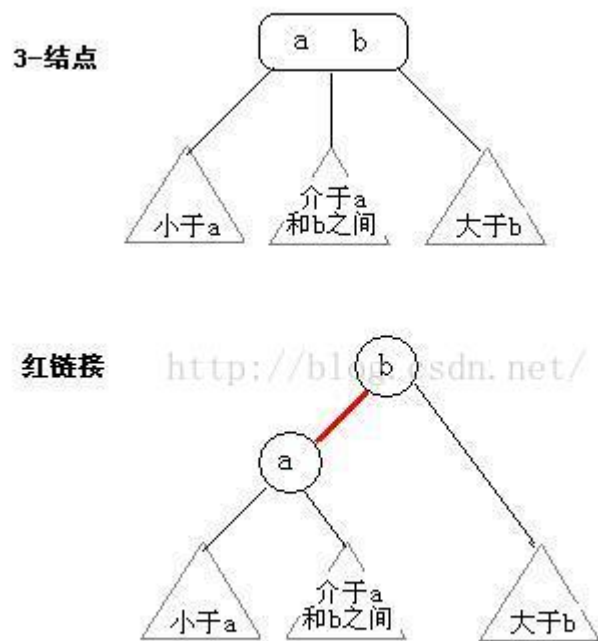 3-结点
a b
小于a
介于a
和b之间
大于b
红链接
http://blog.csdn.net/
b
a
小于a
介于a
和b之间
大于b